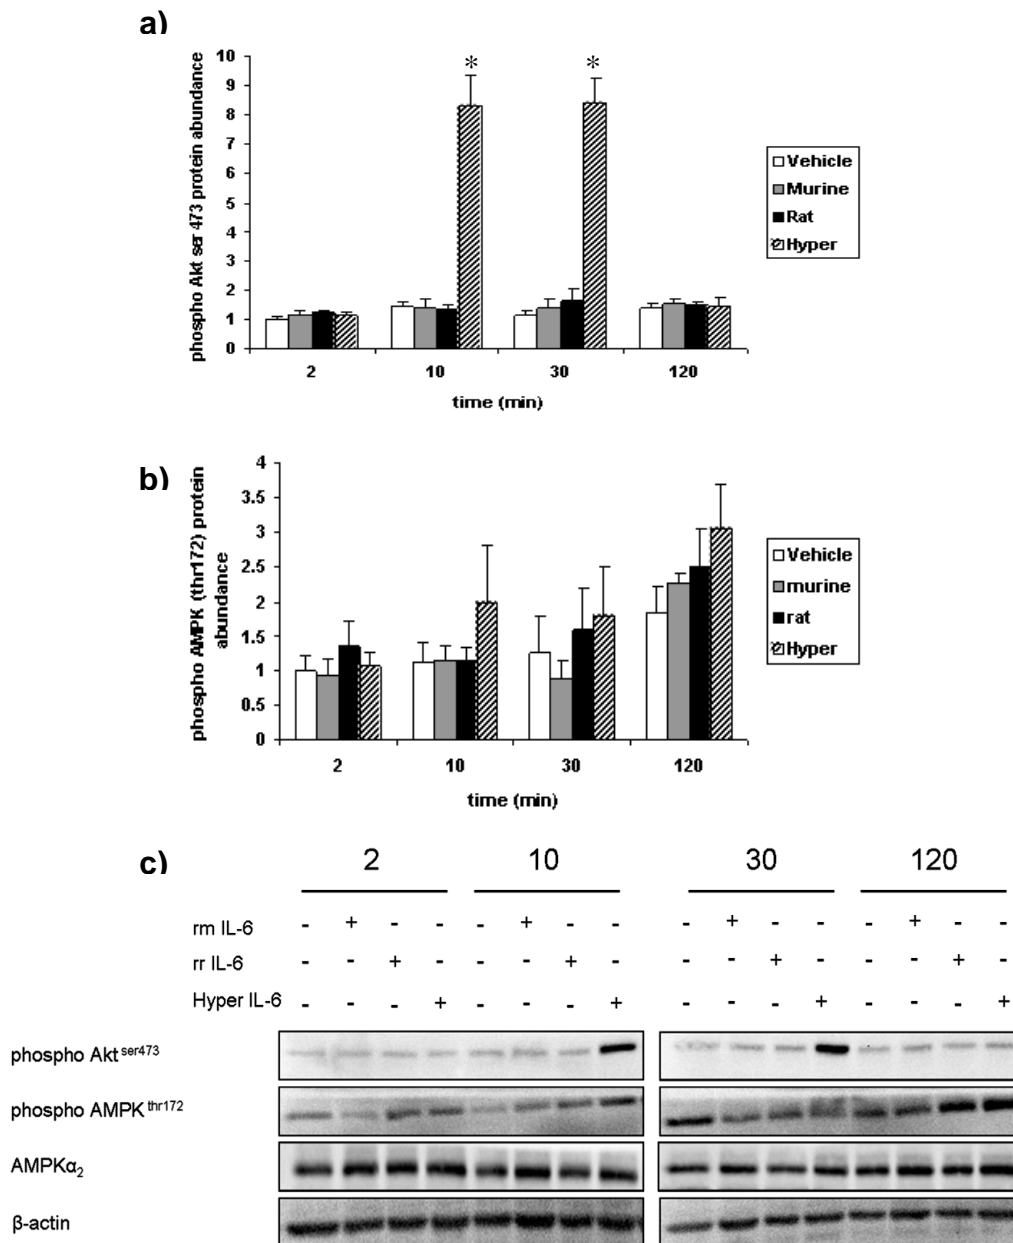 a)
phospho Akt ser 473 protein abundance
10
9
8
7
6
5
4
3
2
1
0
* *
2 10 30 120
time (min)
Vehicle
Murine
Rat
Hyper
b)
phospho AMPK (thr172) protein
abundance
4
3.5
3
2.5
2
1.5
1
0.5
0
2 10 30 120
time (min)
Vehicle
murine
rat
Hyper
c)
2 10 30 120
rm IL-6 - + - - - + - - - + - - - + - -
rr IL-6 - - + - - - + - - - + - - - + -
Hyper IL-6 - - - + - - - + - - - + - - - +
phospho Akt ser473
phospho AMPK thr172
AMPKα2
β-actin